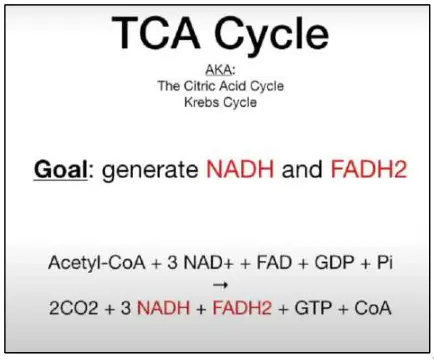 TCA Cycle
AKA:
The Citric Acid Cycle
Krebs Cycle
Goal: generate NADH and FADH2
Acetyl-CoA + 3 NAD+ + FAD + GDP + Pi
→
2CO2 + 3 NADH + FADH2 + GTP + CoA